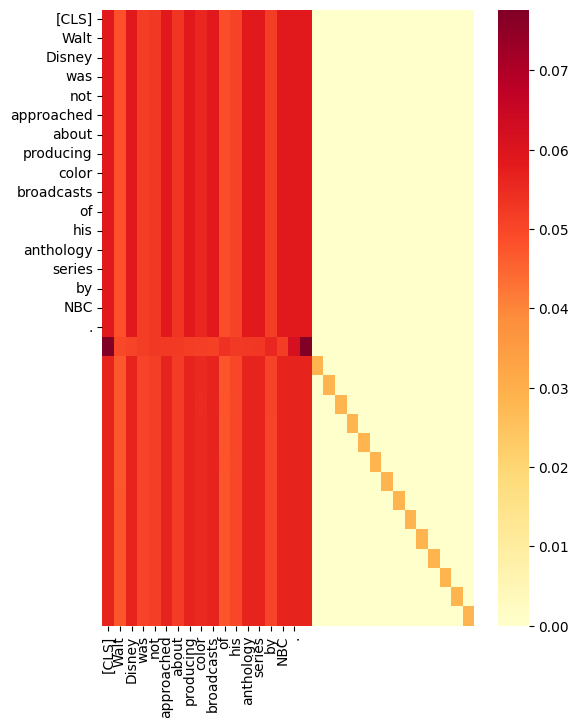 [CLS]
Walt
Disney
was
not
approached
about
producing
color
broadcasts
of
his
anthology
series
by
NBC
.
0.07
0.06
0.05
0.04
0.03
0.02
0.01
0.00
[CLS]
Walt
Disney
was
not
approached
about
producing
color
broadcasts
of
his
anthology
series
by
NBC
.